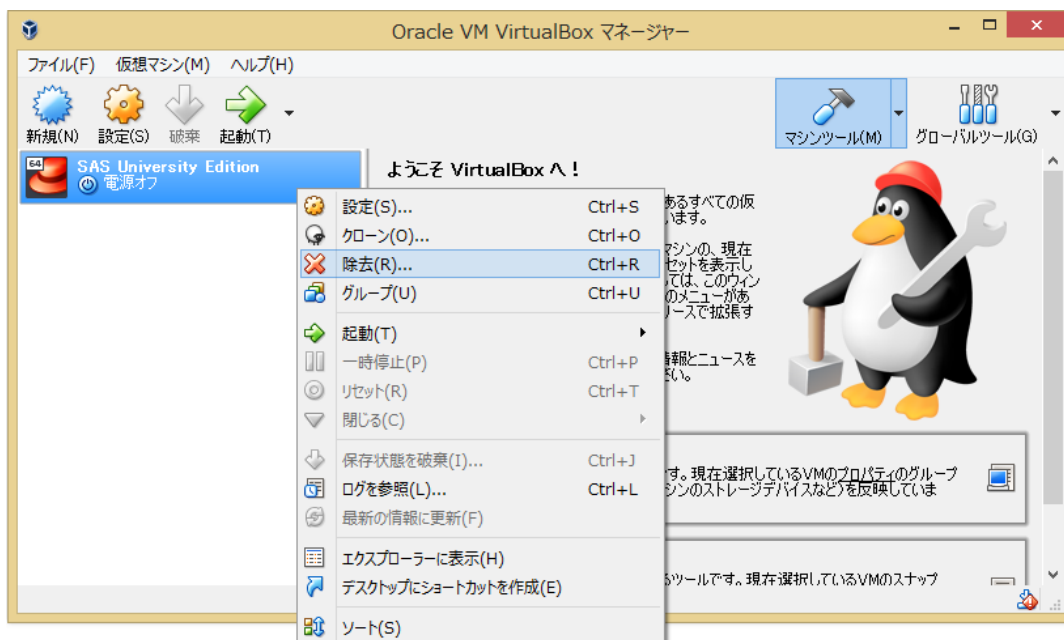 Oracle VM VirtualBox マネージャー
ファイル(F) 仮想マシン(M) ヘルプ(H)
新規(N) 設定(S) 破棄 起動(T) マシンツール(M) グローバルツール(G)
64 SAS University Edition
電源オフ
ようこそ VirtualBox へ!
設定(S)... Ctrl+S
クローン(O)... Ctrl+O
除去(R)... Ctrl+R
グループ(U) Ctrl+U
起動(T)
一時停止(P) Ctrl+P
リセット(R) Ctrl+T
閉じる(C)
保存状態を破棄(I)... Ctrl+J
ログを参照(L)... Ctrl+L
最新の情報に更新(F)
エクスプローラーに表示(H)
デスクトップにショートカットを作成(E)
ソート(S)
あるすべての仮
います。
マシンの、現在
セットを表示し
ては、このウィン
のメニューがあ
リースで拡張す
情報とニュースを
さい。
です。現在選択しているVMのプロパティのグループ
シンのストレージデバイスなど)を反映していま
るツールです。現在選択しているVMのスナップ